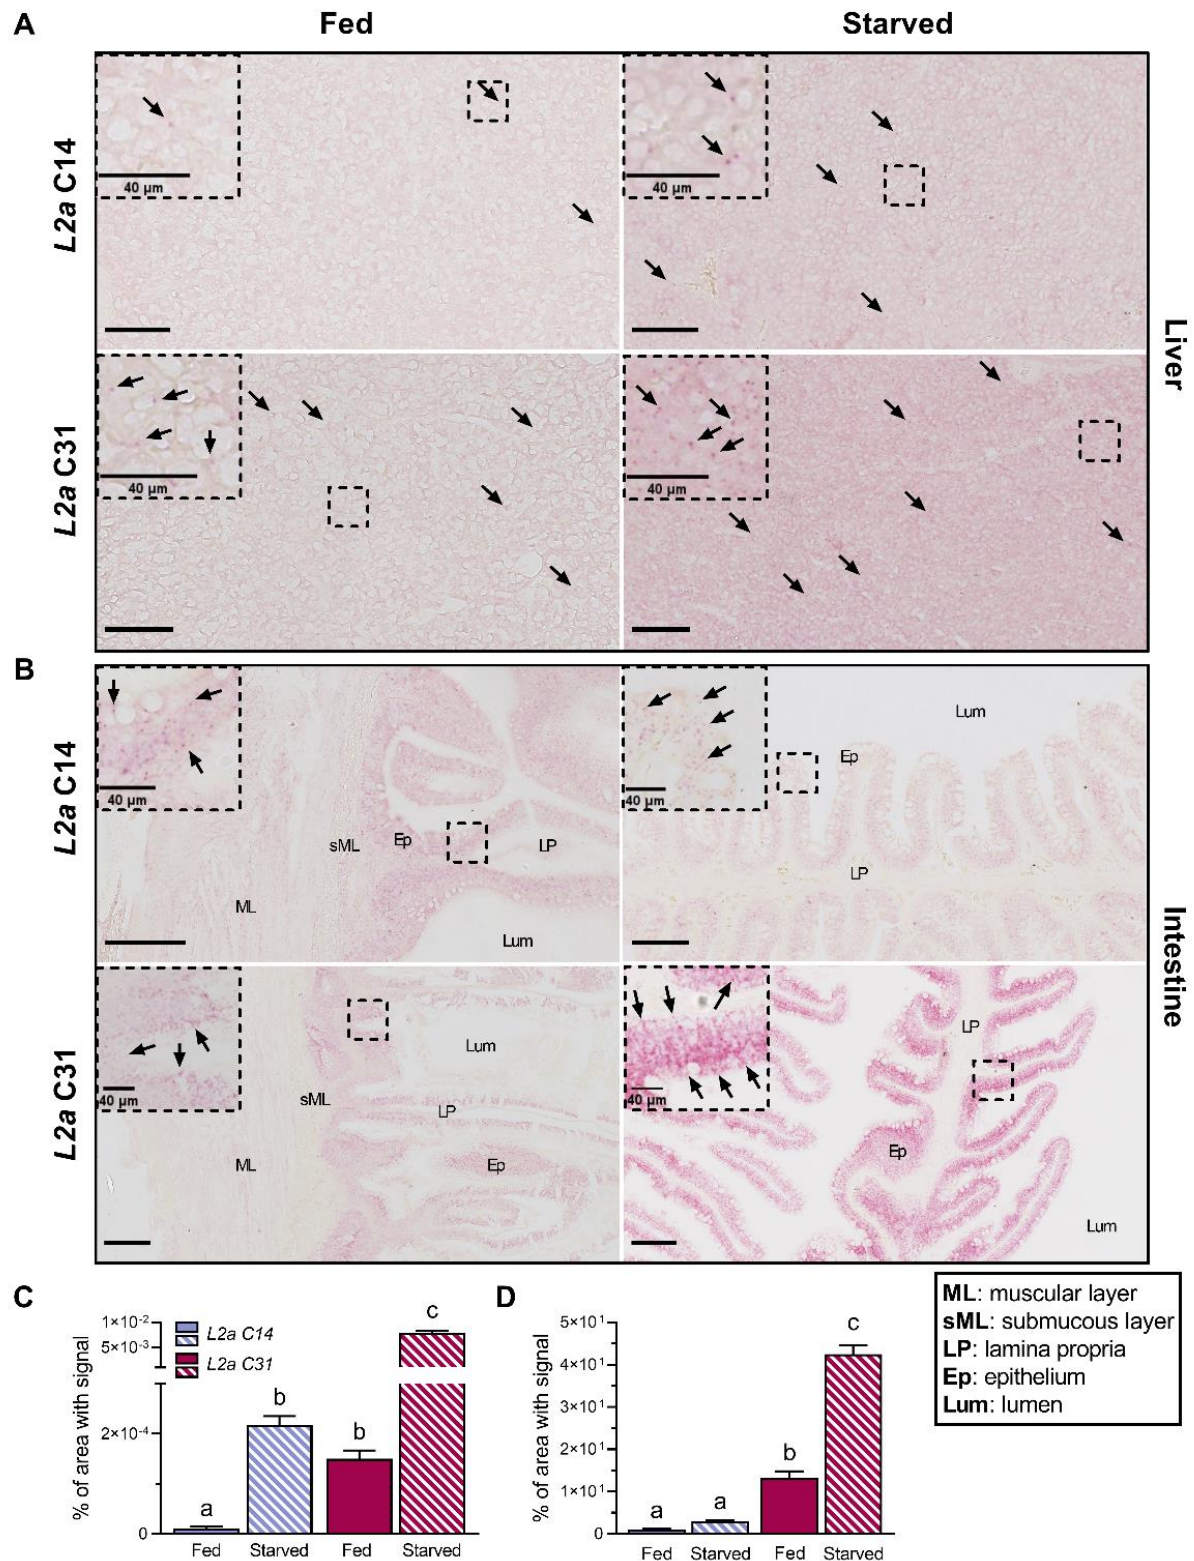 A
Fed
Starved
L2a C14
40 µm
40 µm
L2a C31
40 µm
40 µm
Liver
B
L2a C14
40 µm
sML
Ep
LP
ML
Lum
40 µm
Lum
Ep
LP
L2a C31
40 µm
sML
Lum
LP
ML
Ep
40 µm
LP
Ep
Lum
Intestine
C
% of area with signal
1×10⁻²
5×10⁻³
2×10⁻⁴
0
L2a C14
L2a C31
a
b
b
c
Fed
Starved
Fed
Starved
D
% of area with signal
5×10¹
4×10¹
3×10¹
2×10¹
1×10¹
0
a
a
b
c
Fed
Starved
Fed
Starved
ML: muscular layer
sML: submucous layer
LP: lamina propria
Ep: epithelium
Lum: lumen